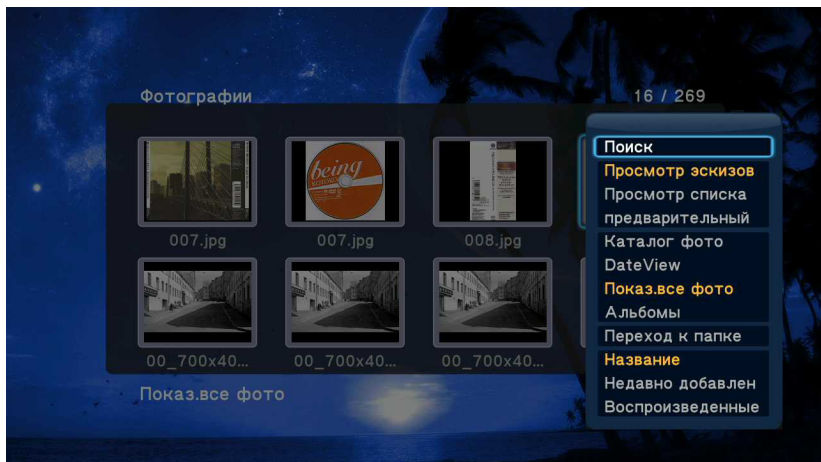 Фотографии
16 / 269
being
007.jpg
007.jpg
008.jpg
00_700x40...
00_700x40...
00_700x40...
Показ.все фото
Поиск
Просмотр эскизов
Просмотр списка
предварительный
Каталог фото
DateView
Показ.все фото
Альбомы
Переход к папке
Название
Недавно добавлен
Воспроизведенные